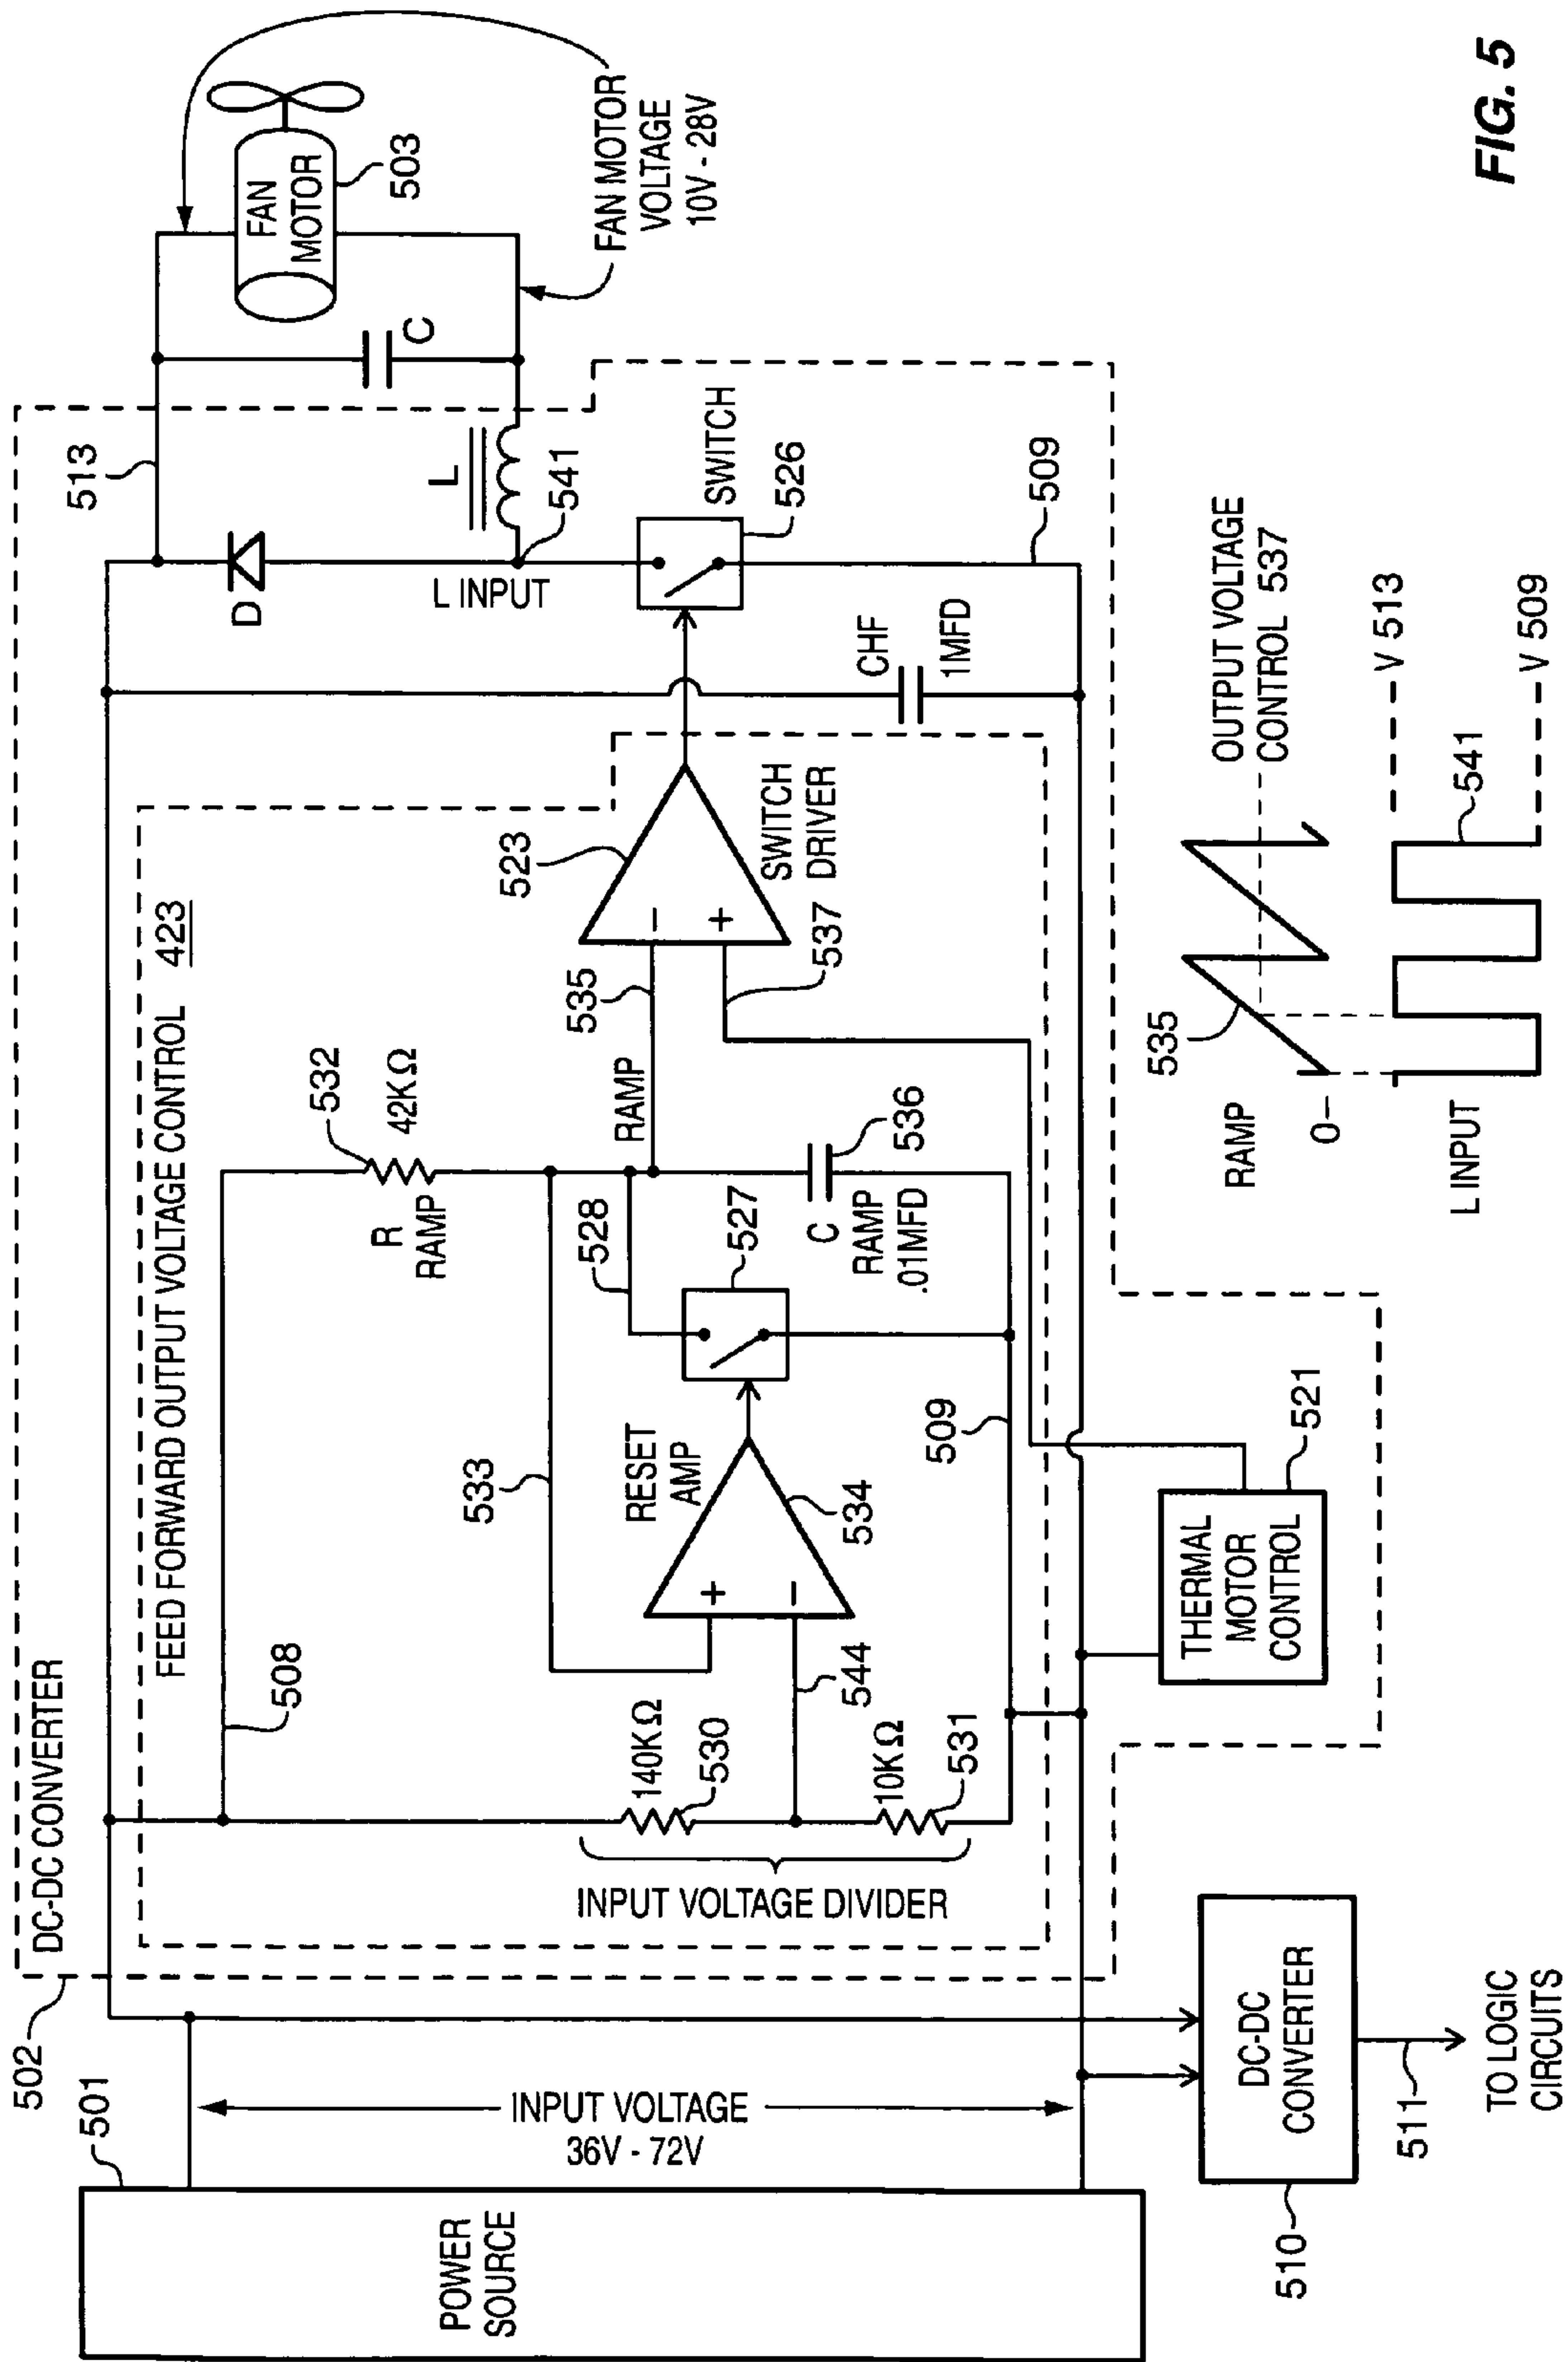 502
DC-DC CONVERTER
FEED FORWARD OUTPUT VOLTAGE CONTROL 423
501
POWER
SOURCE
INPUT VOLTAGE
36V - 72V
508
140KΩ
530
10KΩ
531
INPUT VOLTAGE DIVIDER
544
533
RESET
AMP
+
−
534
509
528
527
532
42KΩ
R
RAMP
RAMP
C
RAMP
.01MFD
536
535
537
523
−
+
SWITCH
DRIVER
CHF
1MFD
D
L INPUT
541
L
513
SWITCH
526
509
C
FAN
MOTOR
503
FAN MOTOR
VOLTAGE
10V - 28V
THERMAL
MOTOR
CONTROL
521
DC-DC
CONVERTER
510
511
TO LOGIC
CIRCUITS
RAMP
0
535
OUTPUT VOLTAGE
CONTROL 537
L INPUT
541
V 513
V 509
FIG. 5